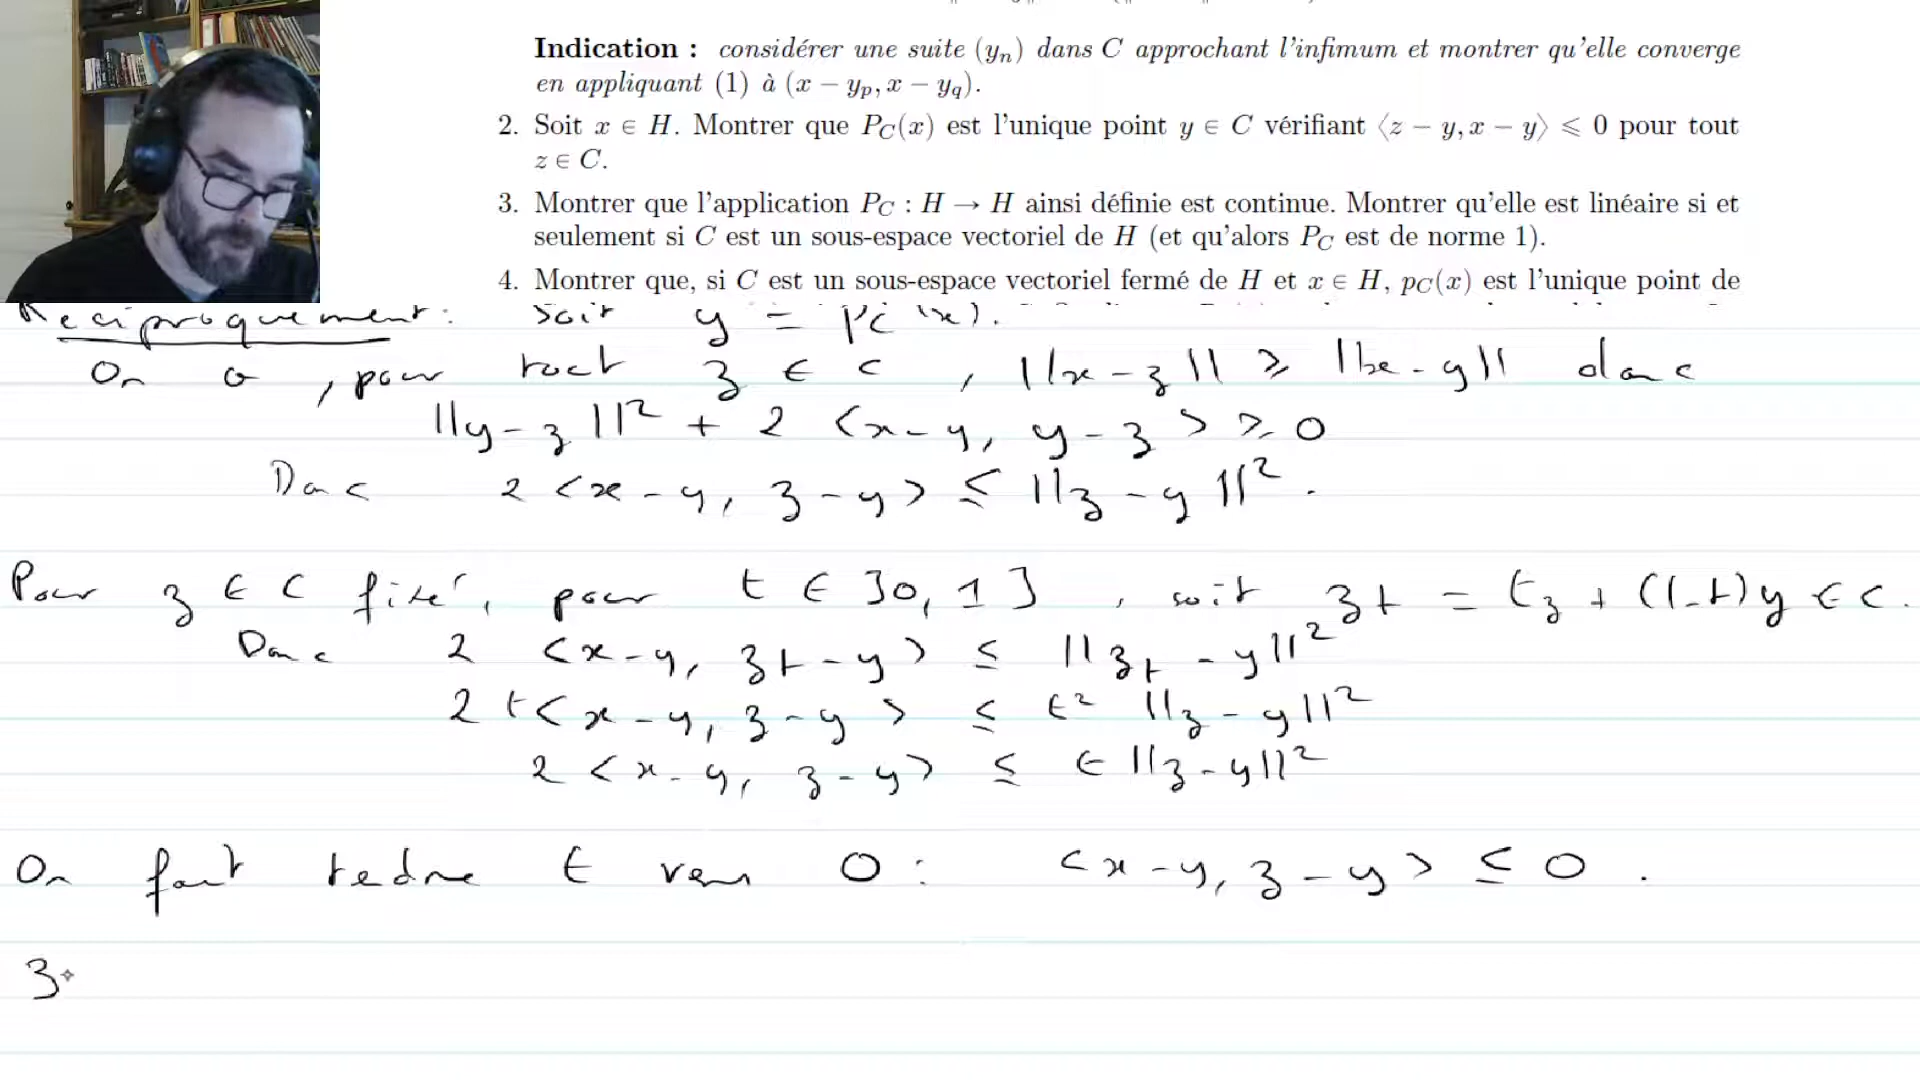 Indication : considérer une suite (yₙ) dans C approchant l'infimum et montrer qu'elle converge
en appliquant (1) à (x − y_p, x − y_q).
2. Soit x ∈ H. Montrer que P_C(x) est l'unique point y ∈ C vérifiant ⟨z − y, x − y⟩ ⩽ 0 pour tout
z ∈ C.
3. Montrer que l'application P_C : H → H ainsi définie est continue. Montrer qu'elle est linéaire si et
seulement si C est un sous-espace vectoriel de H (et qu'alors P_C est de norme 1).
4. Montrer que, si C est un sous-espace vectoriel fermé de H et x ∈ H, p_C(x) est l'unique point de
Réciproquement : Soit y = p_C(x).
On a, pour tout z ∈ C, ||x - z|| ⩾ ||x - y|| donc
||y - z||² + 2 <x - y, y - z> ⩾ 0
Donc 2 <x - y, z - y> ≤ ||z - y||².
Pour z ∈ C fixé, pour t ∈ ]0, 1], soit z_t = tz + (1-t)y ∈ C.
Donc 2 <x - y, z_t - y> ≤ ||z_t - y||²
2 t<x - y, z - y> ≤ t² ||z - y||²
2 <x - y, z - y> ≤ t ||z - y||²
On fait tedre t vers 0 : <x - y, z - y> ≤ 0 .
3.